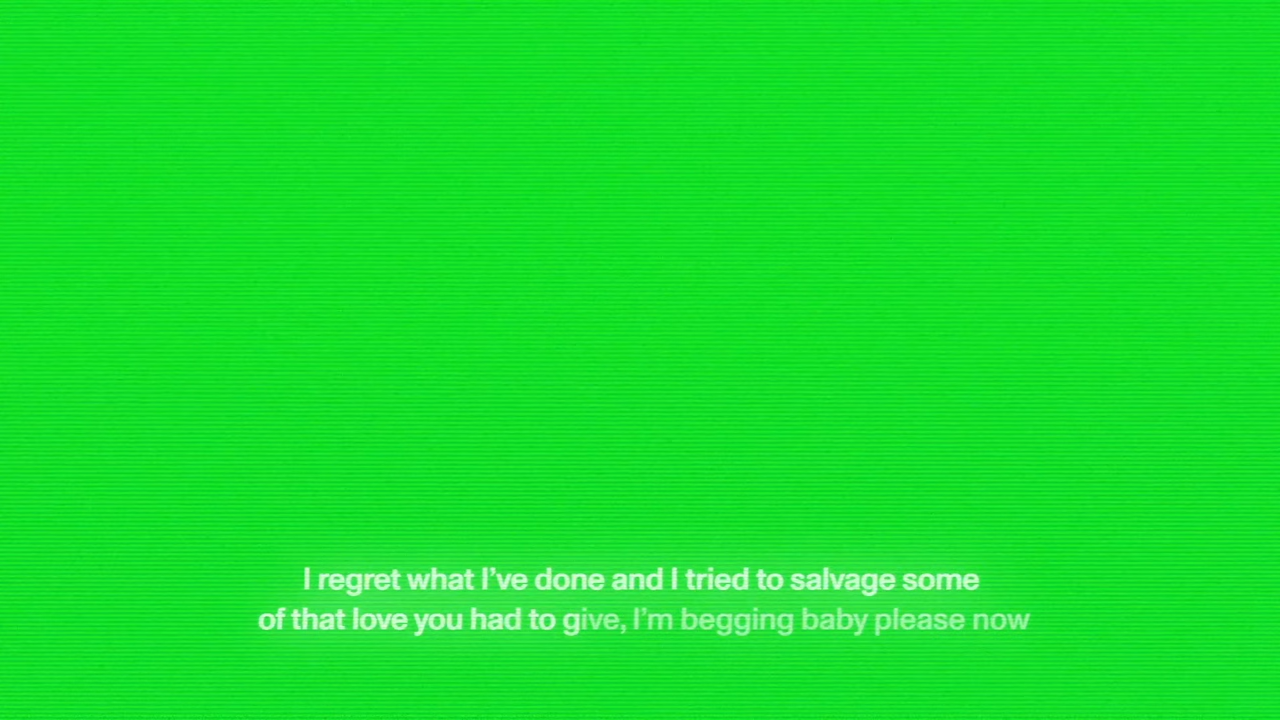 I regret what I’ve done and I tried to salvage some
of that love you had to give, I’m begging baby please now